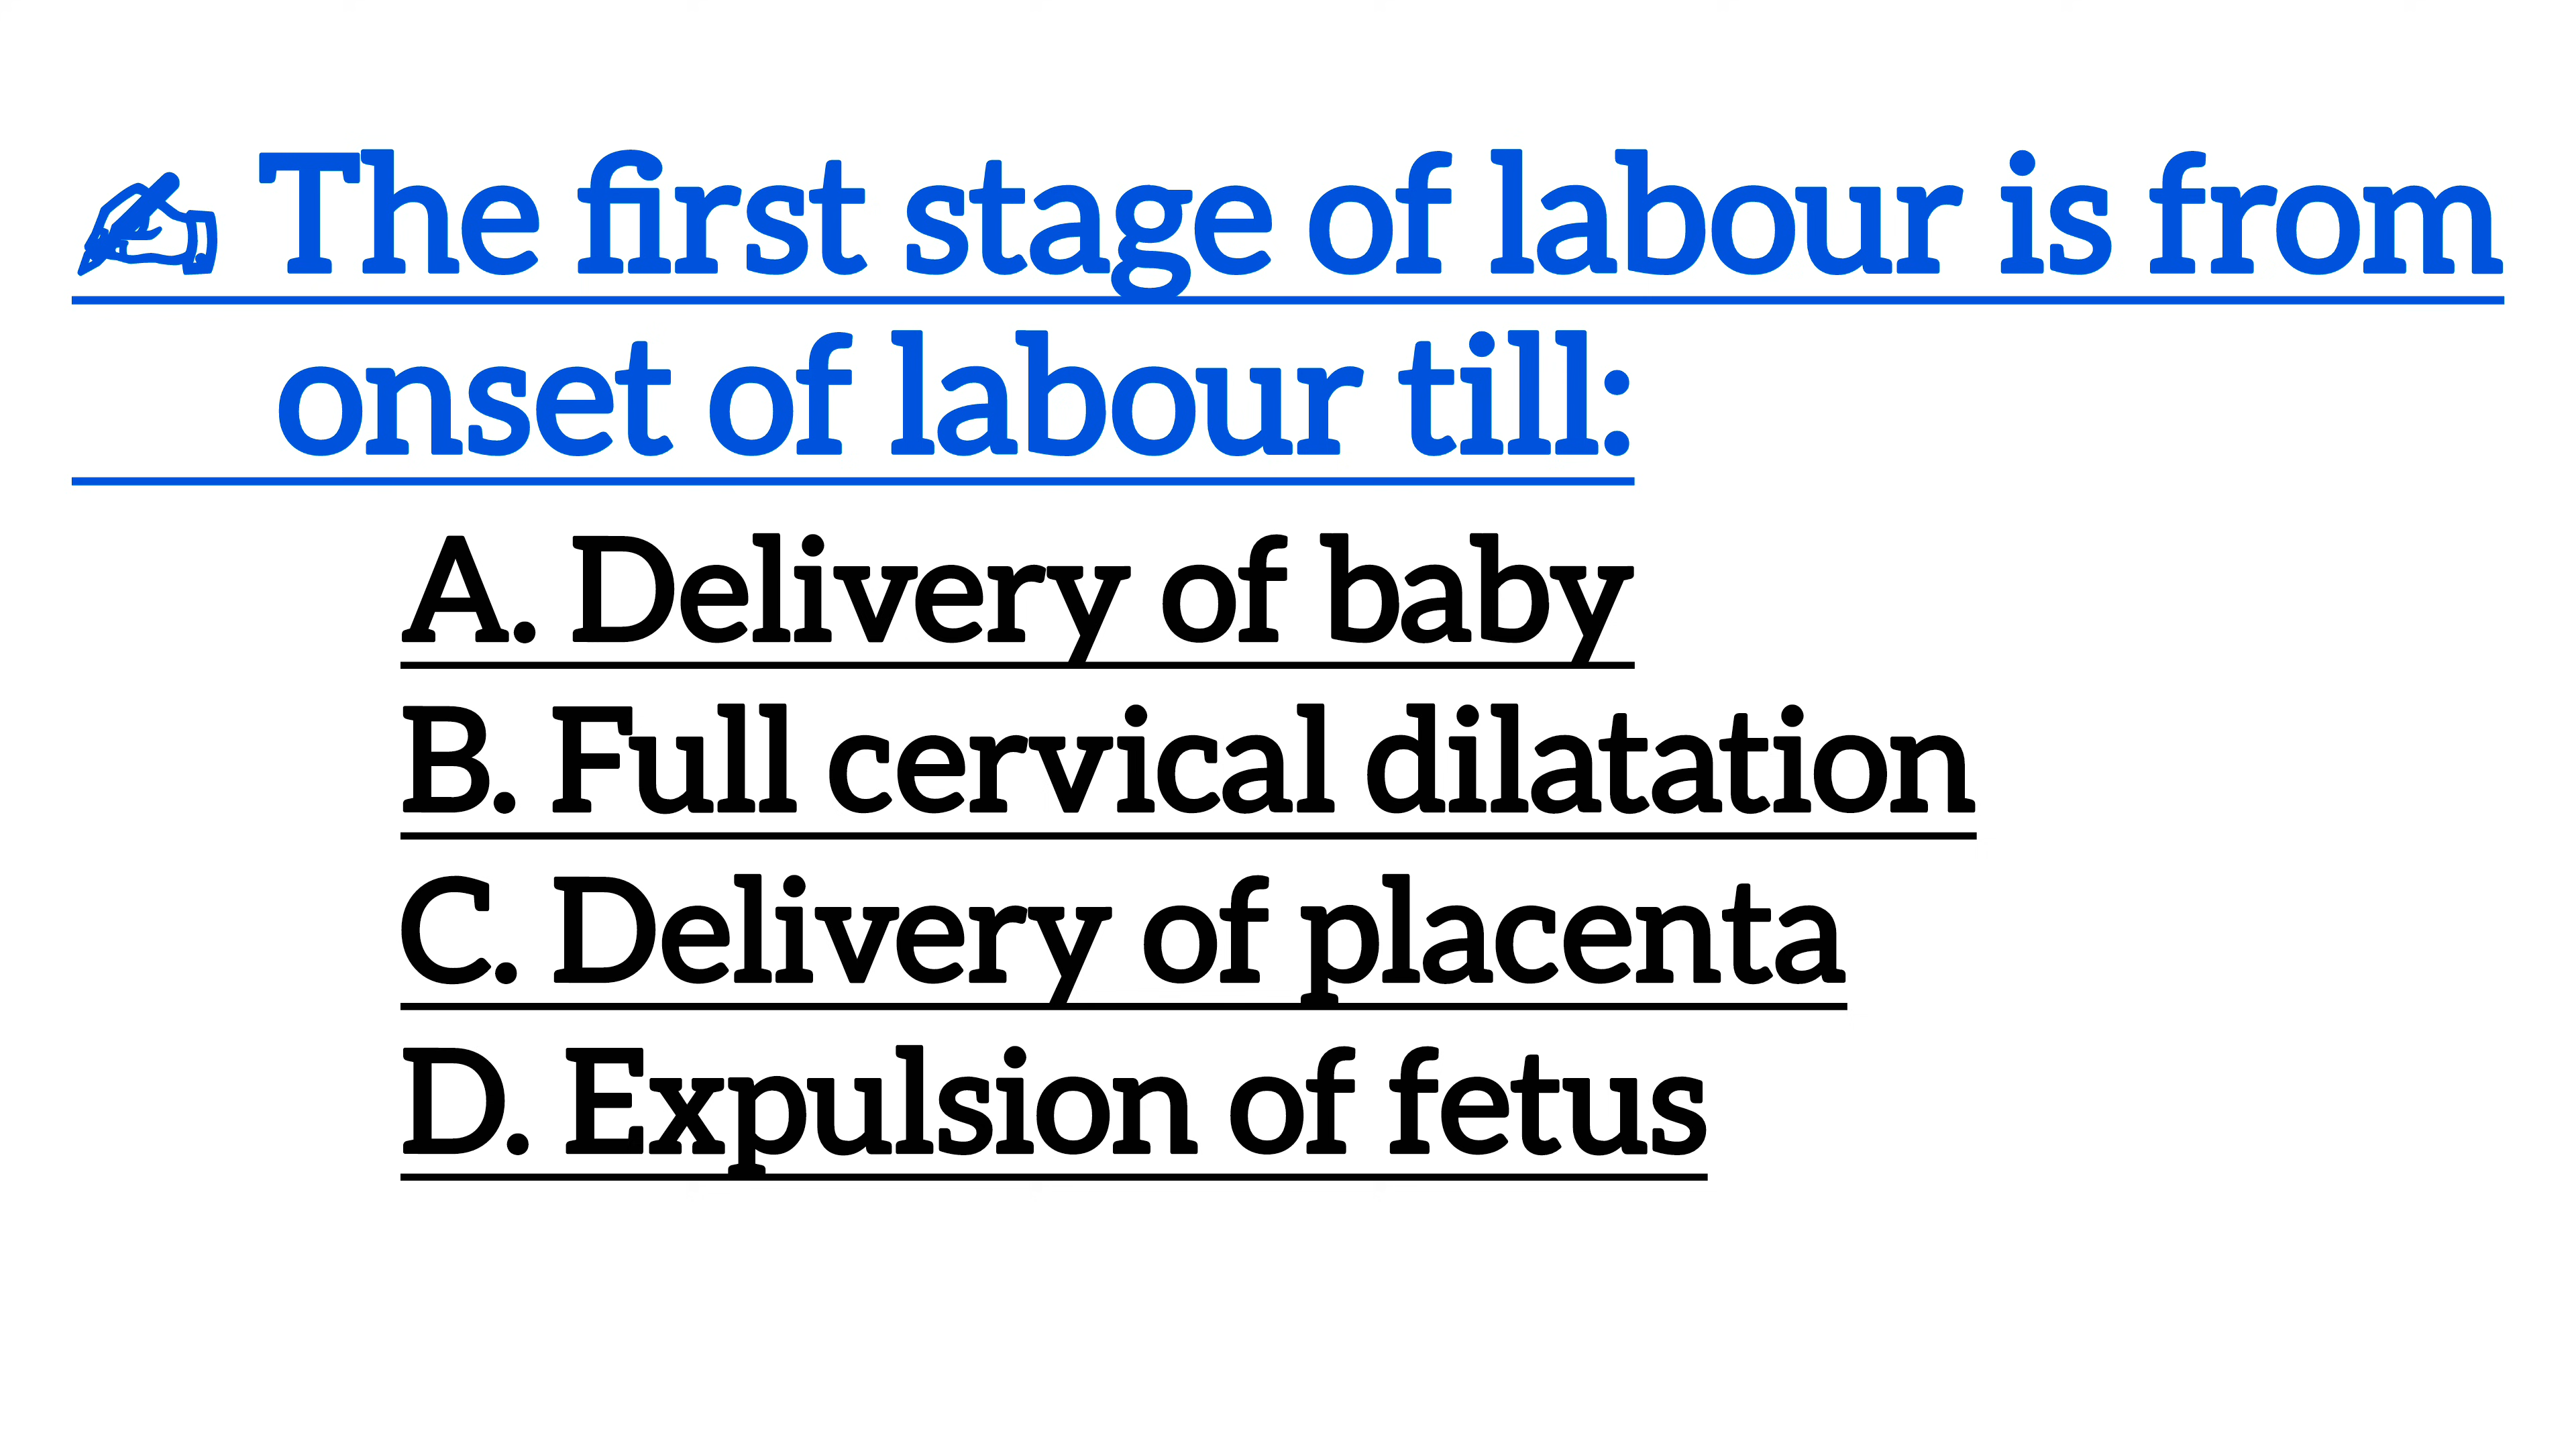 ✍ The first stage of labour is from
onset of labour till:
A. Delivery of baby
B. Full cervical dilatation
C. Delivery of placenta
D. Expulsion of fetus